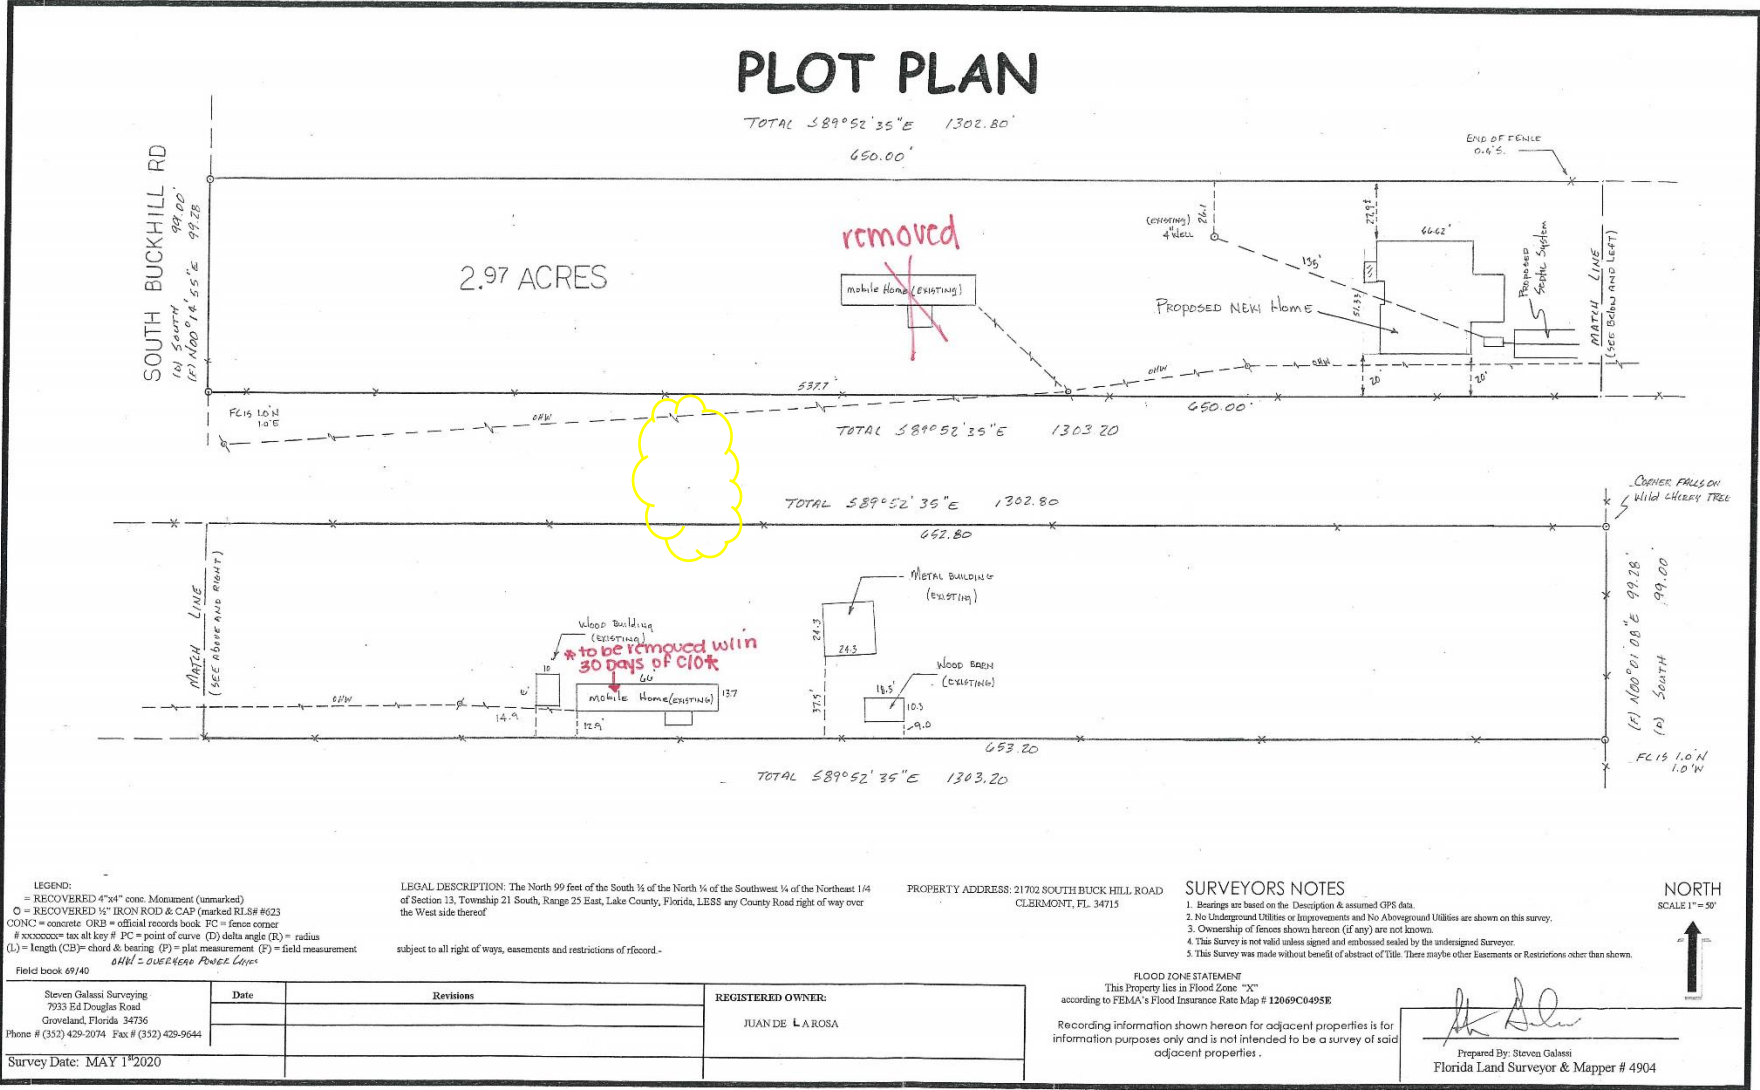 PLOT PLAN
TOTAL S89°52'35"E 1302.80'
650.00'
END OF FENCE
0.4'S.
SOUTH BUCKHILL RD
(D) SOUTH 99.00'
(F) N00°14'55"E 99.28
2.97 ACRES
removed
mobile Home (EXISTING)
(EXISTING)
4" WELL
26.1
135'
22.9'
66.62'
51.33
PROPOSED NEW Home
PROPOSED
Septic System
MATCH LINE
(SEE BELOW AND LEFT)
OHW
OHW
20'
20'
537.7'
650.00'
FC IS 1.0'N
1.0'E
OHW
TOTAL S89°52'35"E 1303.20
TOTAL S89°52'35"E 1302.80
652.80
CORNER FALLS ON
Wild CHERRY TREE
MATCH LINE
(SEE ABOVE AND RIGHT)
METAL BUILDING
(EXISTING)
24.3
24.3
37.5'
Wood Building
(EXISTING)
*to be removed w/in
30 Days of C/O*
10
66
mobile Home (EXISTING)
13.7
OHW
14.9
12.9'
WOOD BARN
(EXISTING)
18.5'
10.3
9.0
653.20
TOTAL S89°52'35"E 1303.20
(F) N00°01'08"E 99.28'
(P) SOUTH 99.00'
FC IS 1.0'N
1.0'W
LEGEND:
= RECOVERED 4"x4" conc. Monument (unmarked)
O = RECOVERED ½" IRON ROD & CAP (marked RLS# #623
CONC = concrete ORB = official records book FC = fence corner
# xxxxxxx= tax alt key # PC = point of curve (D) delta angle (R) = radius
(L) = length (CB)= chord & bearing (P) = plat measurement (F) = field measurement
OHW = OVERHEAD POWER LINES
Field book 69/40
LEGAL DESCRIPTION: The North 99 feet of the South ½ of the North ¼ of the Southwest ¼ of the Northeast 1/4
of Section 13, Township 21 South, Range 25 East, Lake County, Florida, LESS any County Road right of way over
the West side thereof
subject to all right of ways, easements and restrictions of rfecord.-
PROPERTY ADDRESS: 21702 SOUTH BUCK HILL ROAD
CLERMONT, FL. 34715
SURVEYORS NOTES
1. Bearings are based on the Description & assumed GPS data.
2. No Underground Utilities or Improvements and No Aboveground Utilities are shown on this survey.
3. Ownership of fences shown hereon (if any) are not known.
4. This Survey is not valid unless signed and embossed sealed by the undersigned Surveyor.
5. This Survey was made without benefit of abstract of Title. There maybe other Easements or Restrictions other than shown.
NORTH
SCALE 1" = 50'
FLOOD ZONE STATEMENT
This Property lies in Flood Zone "X"
according to FEMA's Flood Insurance Rate Map # 12069C0495E
Recording information shown hereon for adjacent properties is for
information purposes only and is not intended to be a survey of said
adjacent properties .
Steven Galassi Surveying
7933 Ed Douglas Road
Groveland, Florida 34736
Phone # (352) 429-2074 Fax # (352) 429-9644
Survey Date: MAY 1st 2020
Date
Revisions
REGISTERED OWNER:
JUAN DE LA ROSA
Prepared By: Steven Galassi
Florida Land Surveyor & Mapper # 4904